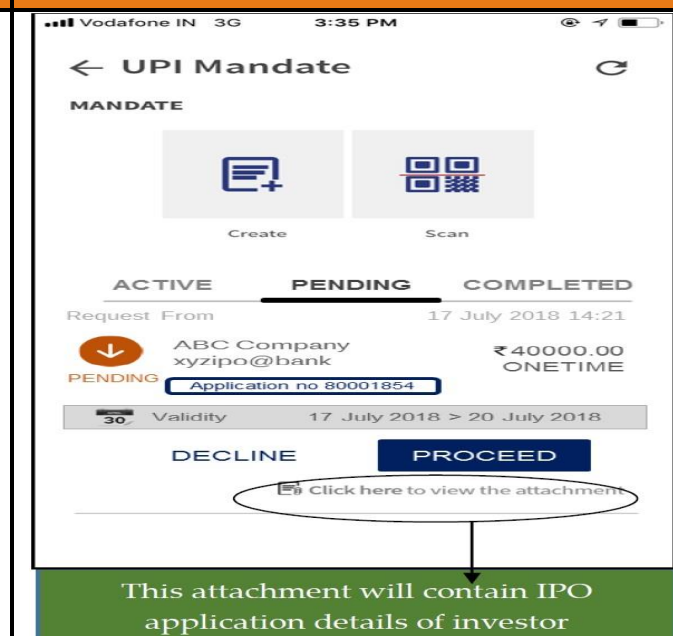 Vodafone IN 3G 3:35 PM
← UPI Mandate
MANDATE
Create Scan
ACTIVE PENDING COMPLETED
Request From 17 July 2018 14:21
ABC Company ₹40000.00
xyzipo@bank ONETIME
PENDING
Application no 80001854
30 Validity 17 July 2018 > 20 July 2018
DECLINE PROCEED
Click here to view the attachment
This attachment will contain IPO
application details of investor